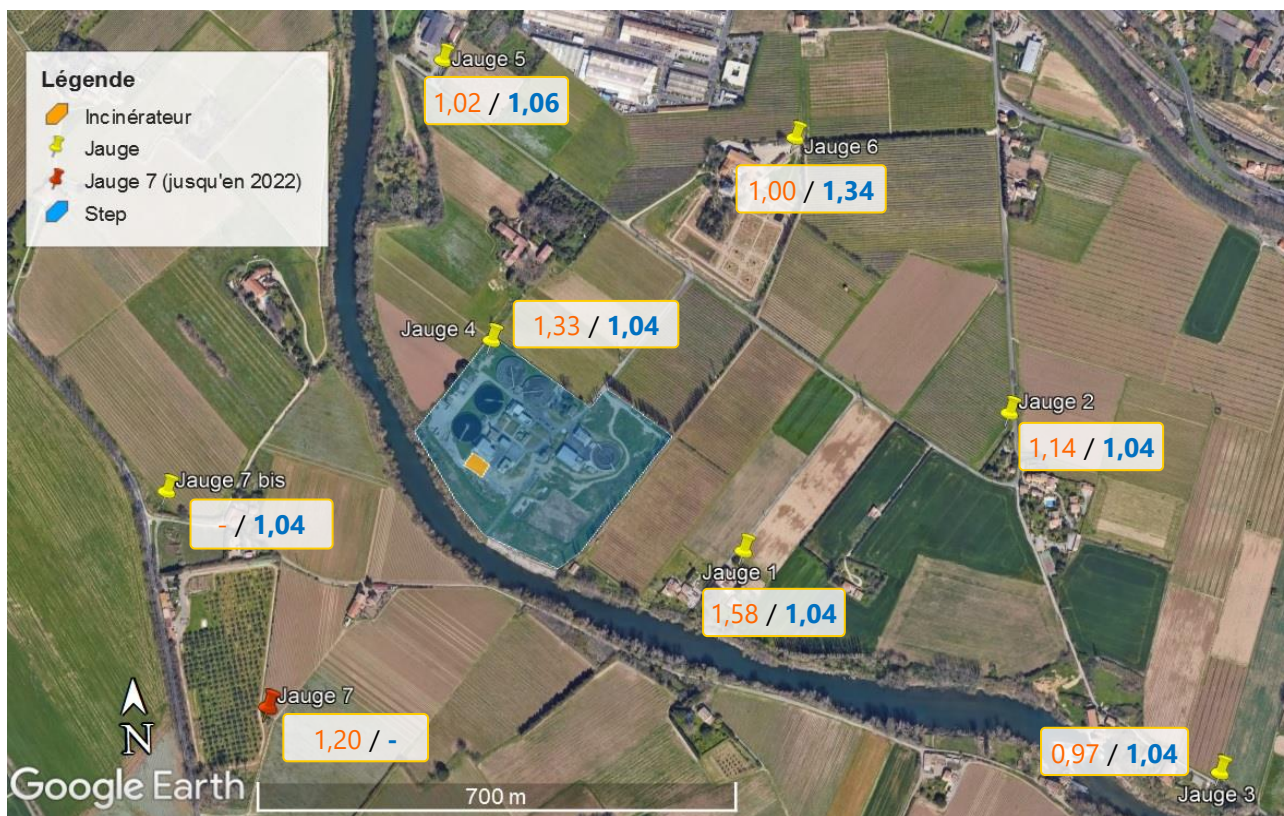 Légende
Incinérateur
Jauge
Jauge 7 (jusqu'en 2022)
Step
Jauge 5
1,02 / 1,06
Jauge 6
1,00 / 1,34
Jauge 4
1,33 / 1,04
Jauge 2
1,14 / 1,04
Jauge 7 bis
- / 1,04
Jauge 1
1,58 / 1,04
Jauge 7
1,20 / -
0,97 / 1,04
Jauge 3
N
Google Earth
700 m